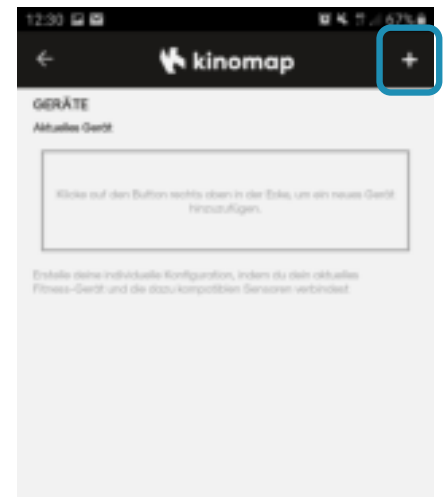 12:30
67%
kinomap
GERÄTE
Aktuelles Gerät
Klicke auf den Button rechts oben in der Ecke, um ein neues Gerät
hinzuzufügen.
Erstelle deine individuelle Konfiguration, indem du dein aktuelles
Fitness-Gerät und die dazu kompatiblen Sensoren verbindest